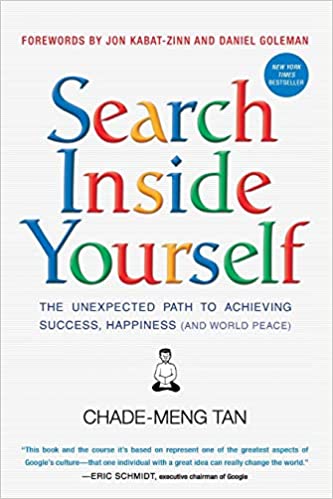 FOREWORDS BY JON KABAT-ZINN AND DANIEL GOLEMAN
NEW YORK
TIMES
BESTSELLER
Search
Inside
Yourself
THE UNEXPECTED PATH TO ACHIEVING
SUCCESS, HAPPINESS (AND WORLD PEACE)
CHADE-MENG TAN
"This book and the course it's based on represent one of the greatest aspects of
Google's culture—that one individual with a great idea can really change the world."
—ERIC SCHMIDT, executive chairman of Google